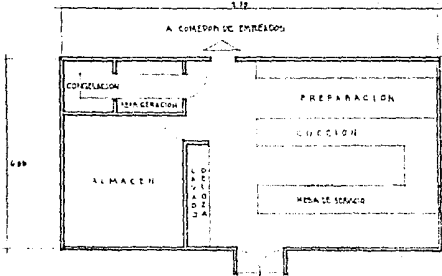 A COMEDOR DE EMPLEADOS
CONGELACION
REFRIGERACION
PREPARACION
COCCION
ALMACEN
LAVADO
DE LOZA
MESA DE SERVICIO